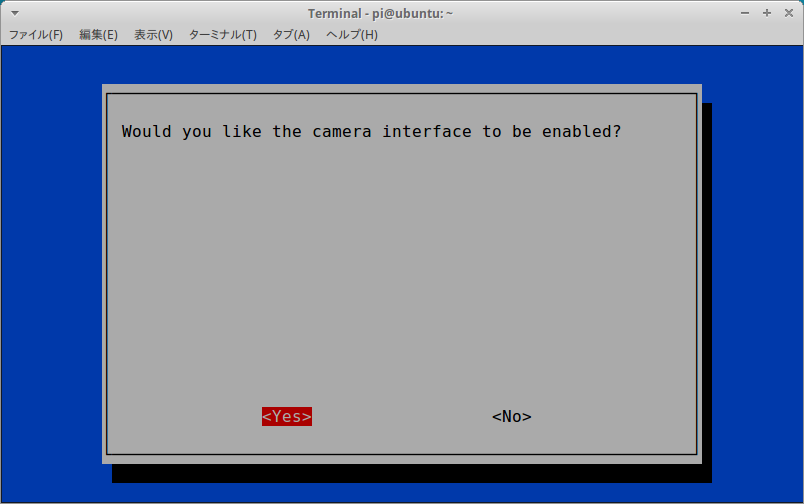 Terminal - pi@ubuntu: ~
ファイル(F) 編集(E) 表示(V) ターミナル(T) タブ(A) ヘルプ(H)
Would you like the camera interface to be enabled?
<Yes> <No>